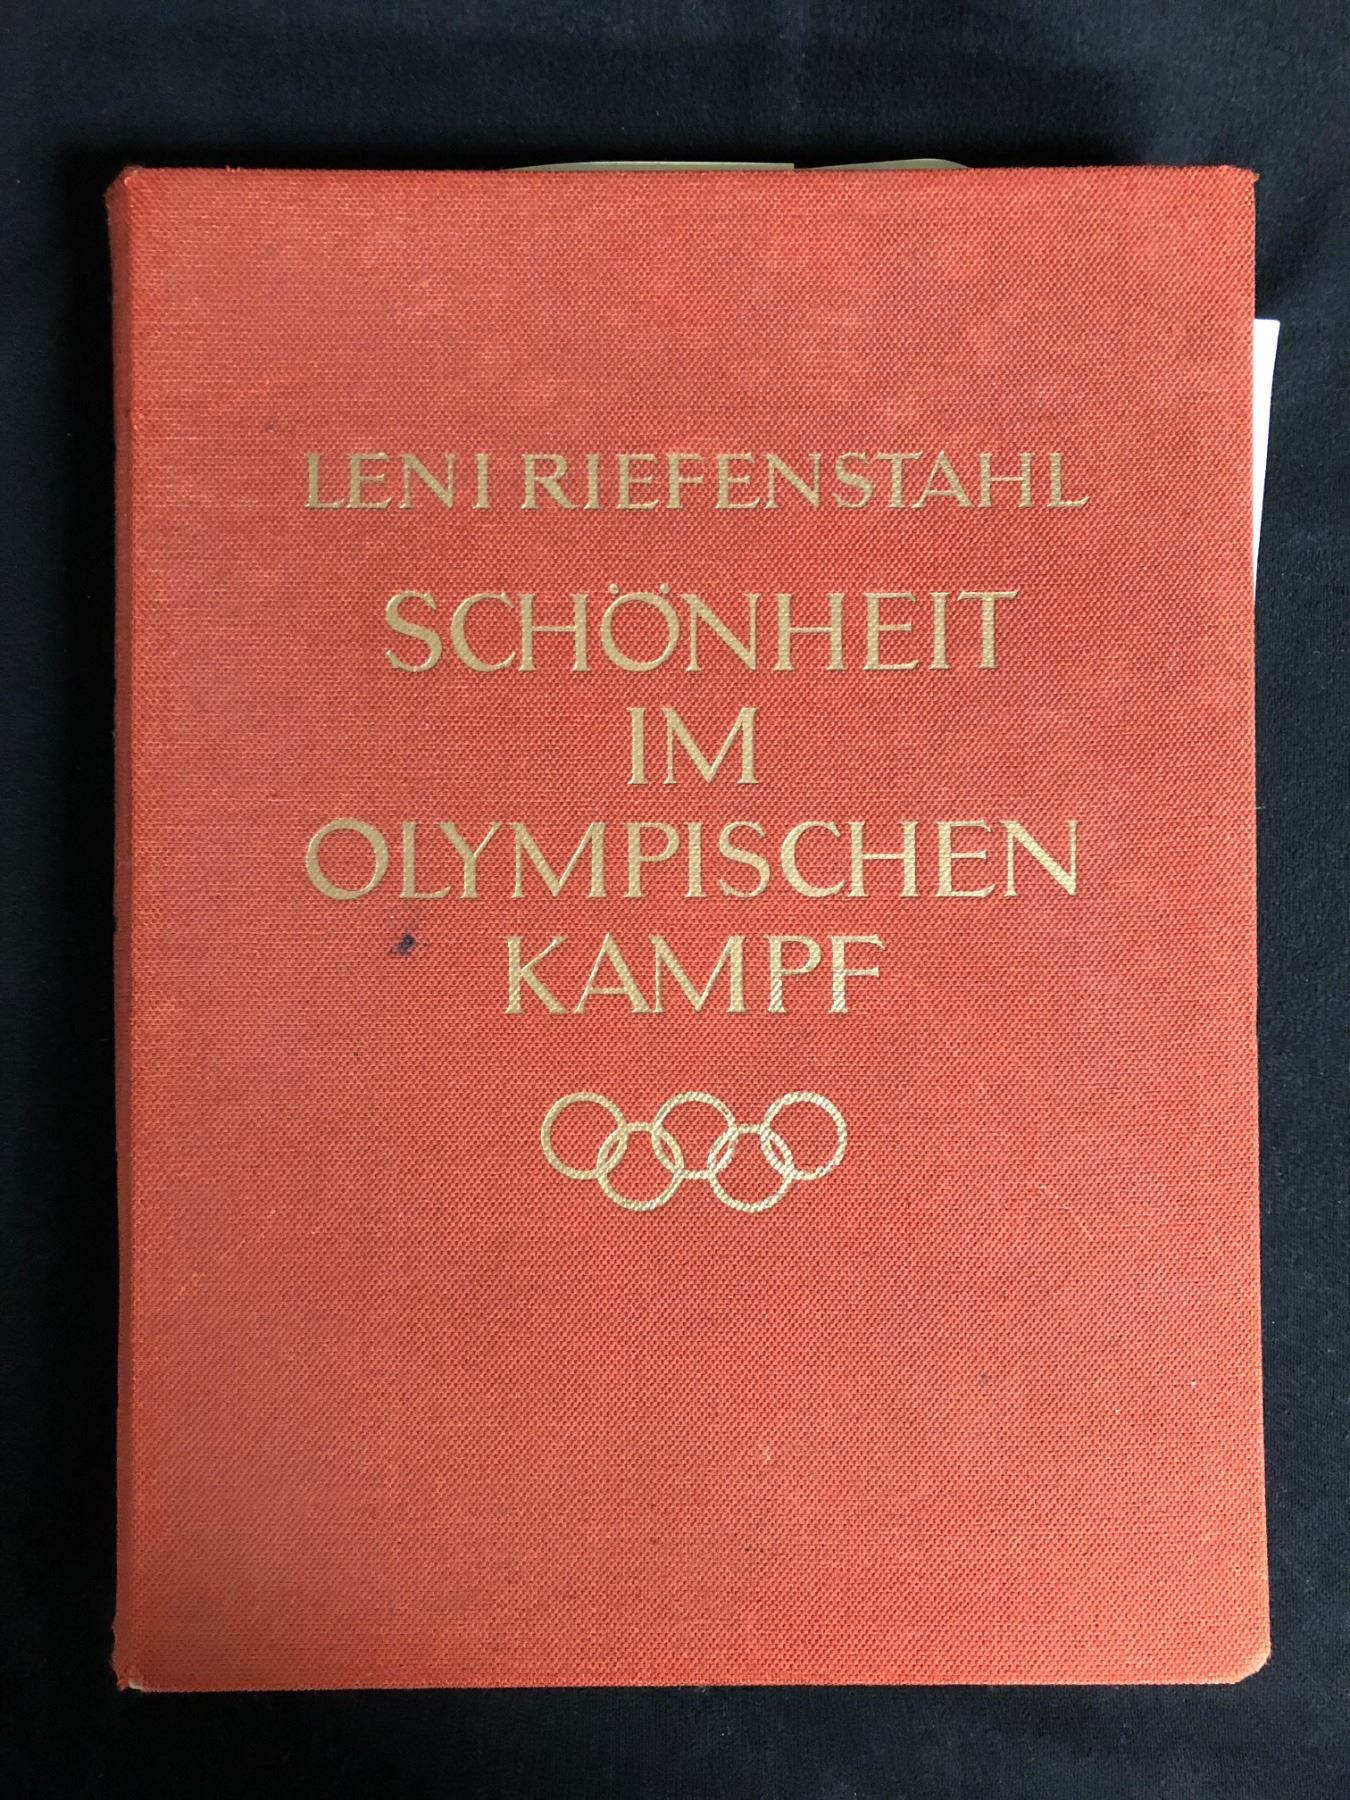 LENI RIEFENSTAHL
SCHÖNHEIT
IM
OLYMPISCHEN
KAMPF